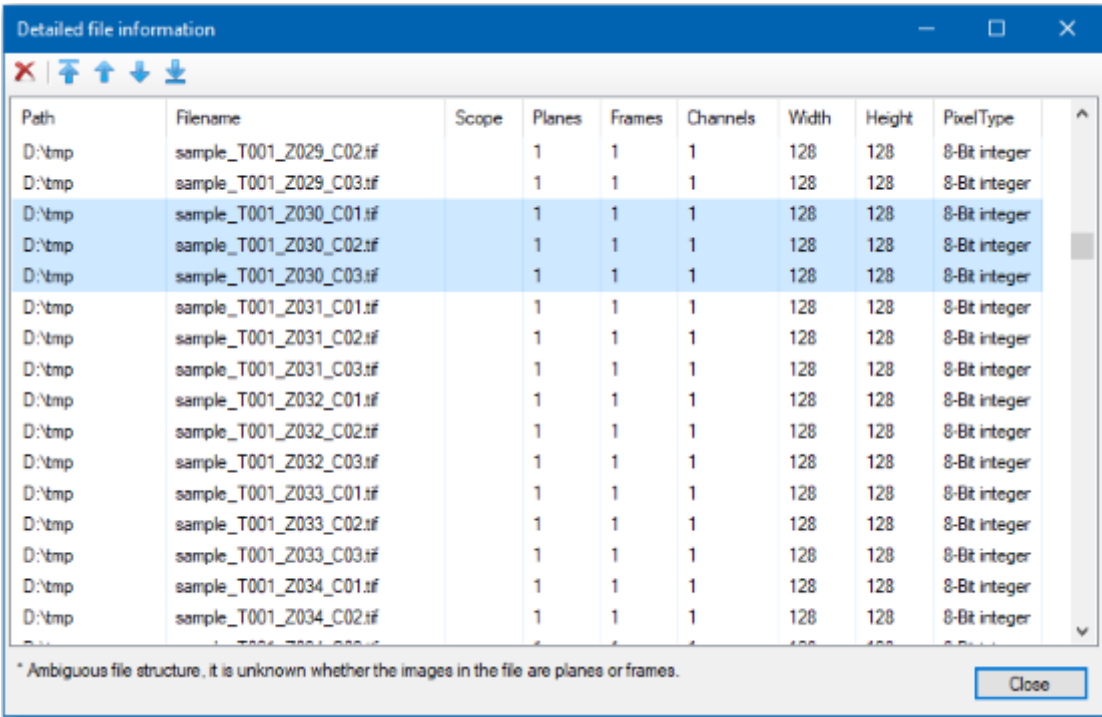 Detailed file information
Path Filename Scope Planes Frames Channels Width Height PixelType
D:\tmp sample_T001_Z029_C02.tif 1 1 1 128 128 8-Bit integer
D:\tmp sample_T001_Z029_C03.tif 1 1 1 128 128 8-Bit integer
D:\tmp sample_T001_Z030_C01.tif 1 1 1 128 128 8-Bit integer
D:\tmp sample_T001_Z030_C02.tif 1 1 1 128 128 8-Bit integer
D:\tmp sample_T001_Z030_C03.tif 1 1 1 128 128 8-Bit integer
D:\tmp sample_T001_Z031_C01.tif 1 1 1 128 128 8-Bit integer
D:\tmp sample_T001_Z031_C02.tif 1 1 1 128 128 8-Bit integer
D:\tmp sample_T001_Z031_C03.tif 1 1 1 128 128 8-Bit integer
D:\tmp sample_T001_Z032_C01.tif 1 1 1 128 128 8-Bit integer
D:\tmp sample_T001_Z032_C02.tif 1 1 1 128 128 8-Bit integer
D:\tmp sample_T001_Z032_C03.tif 1 1 1 128 128 8-Bit integer
D:\tmp sample_T001_Z033_C01.tif 1 1 1 128 128 8-Bit integer
D:\tmp sample_T001_Z033_C02.tif 1 1 1 128 128 8-Bit integer
D:\tmp sample_T001_Z033_C03.tif 1 1 1 128 128 8-Bit integer
D:\tmp sample_T001_Z034_C01.tif 1 1 1 128 128 8-Bit integer
D:\tmp sample_T001_Z034_C02.tif 1 1 1 128 128 8-Bit integer
* Ambiguous file structure, it is unknown whether the images in the file are planes or frames.
Close